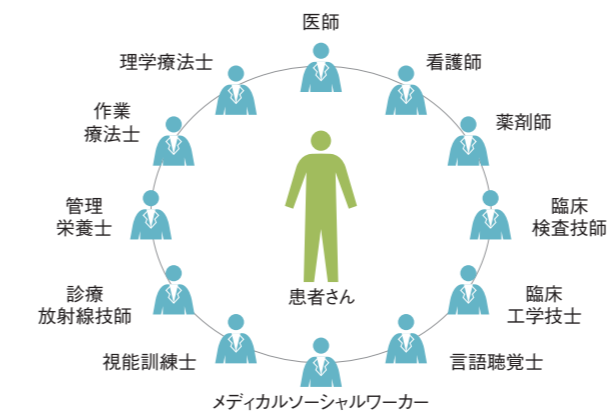 医師
看護師
薬剤師
臨床
検査技師
臨床
工学技士
言語聴覚士
メディカルソーシャルワーカー
視能訓練士
診療
放射線技師
管理
栄養士
作業
療法士
理学療法士
患者さん